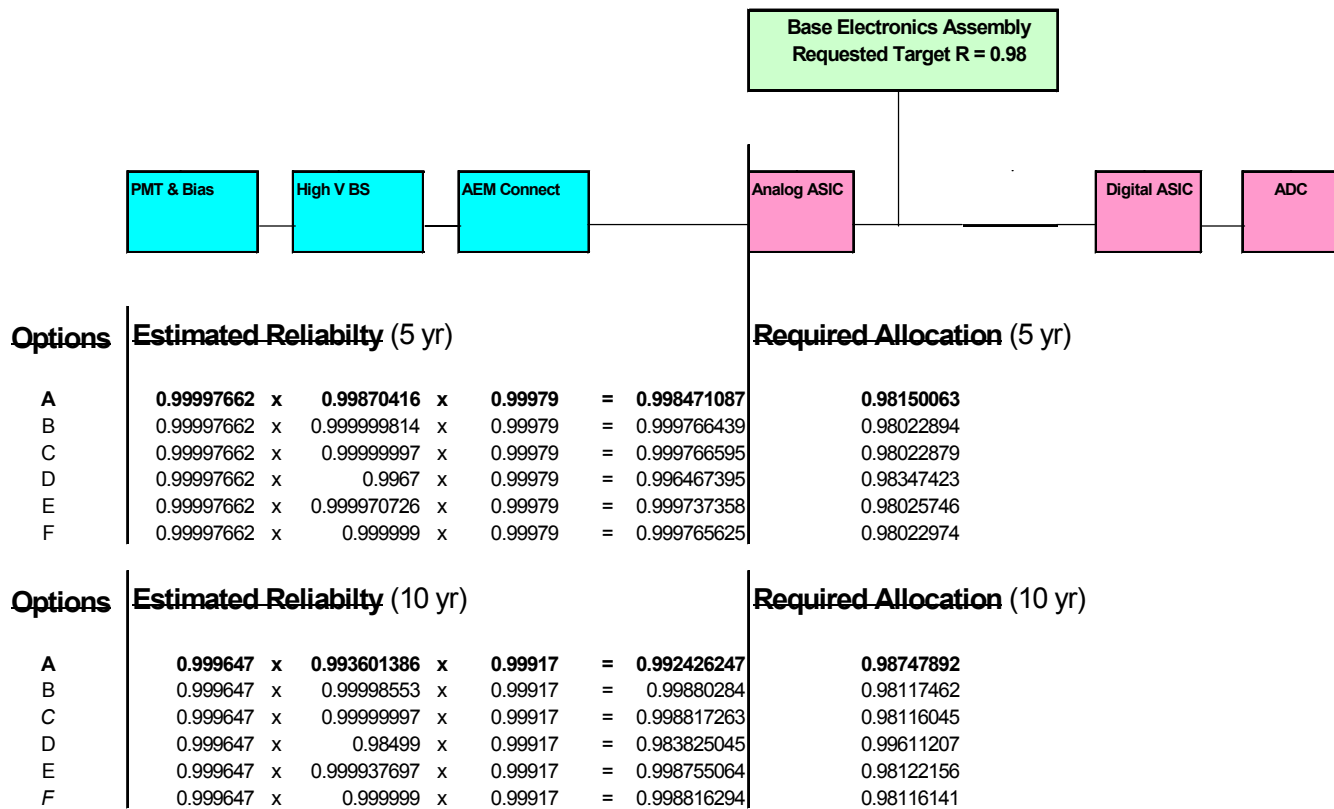 Base Electronics Assembly
Requested Target R = 0.98
PMT & Bias High V BS AEM Connect Analog ASIC Digital ASIC ADC
Options Estimated Reliabilty (5 yr) Required Allocation (5 yr)
A 0.99997662 x 0.99870416 x 0.99979 = 0.998471087 0.98150063
B 0.99997662 x 0.999999814 x 0.99979 = 0.999766439 0.98022894
C 0.99997662 x 0.99999997 x 0.99979 = 0.999766595 0.98022879
D 0.99997662 x 0.9967 x 0.99979 = 0.996467395 0.98347423
E 0.99997662 x 0.999970726 x 0.99979 = 0.999737358 0.98025746
F 0.99997662 x 0.999999 x 0.99979 = 0.999765625 0.98022974
Options Estimated Reliabilty (10 yr) Required Allocation (10 yr)
A 0.999647 x 0.993601386 x 0.99917 = 0.992426247 0.98747892
B 0.999647 x 0.99998553 x 0.99917 = 0.99880284 0.98117462
C 0.999647 x 0.99999997 x 0.99917 = 0.998817263 0.98116045
D 0.999647 x 0.98499 x 0.99917 = 0.983825045 0.99611207
E 0.999647 x 0.999937697 x 0.99917 = 0.998755064 0.98122156
F 0.999647 x 0.999999 x 0.99917 = 0.998816294 0.98116141